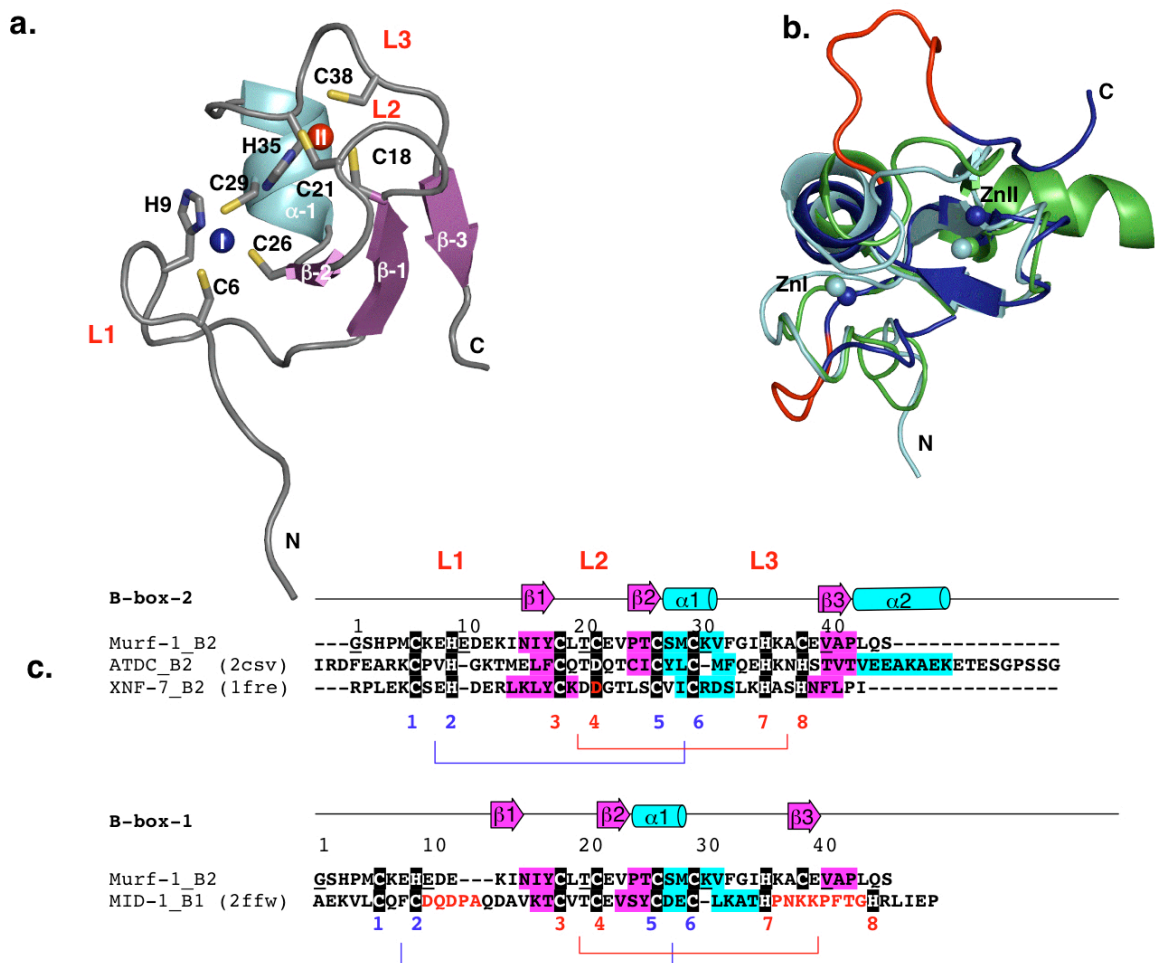 a.
L3
C38
L2
H35
II
C18
C29
C21
H9
α-1
I
C26
β-2
β-1
β-3
C6
L1
C
N
b.
C
ZnII
ZnI
N
c.
L1 L2 L3
B-box-2
β1 β2 α1 β3 α2
1 10 20 30 40
Murf-1_B2 ---GSHPMCKEHEDEKINIYCLTCEVPTCSMCKVFGIHKACEVAPLQS-------------
ATDC_B2 (2csv) IRDFEARKCPVH-GKTMELFCQTDQTCICYLC-MFQEHKNHSTVTVEEAKAEKETESGPSSG
XNF-7_B2 (1fre) ---RPLEKCSEH-DERLKLYCKDDGTLSCVICRDSLKHASHNFLPI----------------
1 2 3 4 5 6 7 8
B-box-1
β1 β2 α1 β3
1 10 20 30 40
Murf-1_B2 GSHPMCKEHEDE---KINIYCLTCEVPTCSMCKVFGIHKACEVAPLQS
MID-1_B1 (2ffw) AEKVLCQFCDQDPAQDAVKTCVTCEVSYCDEC-LKATHPNKKPFTGHRLIEP
1 2 3 4 5 6 7 8